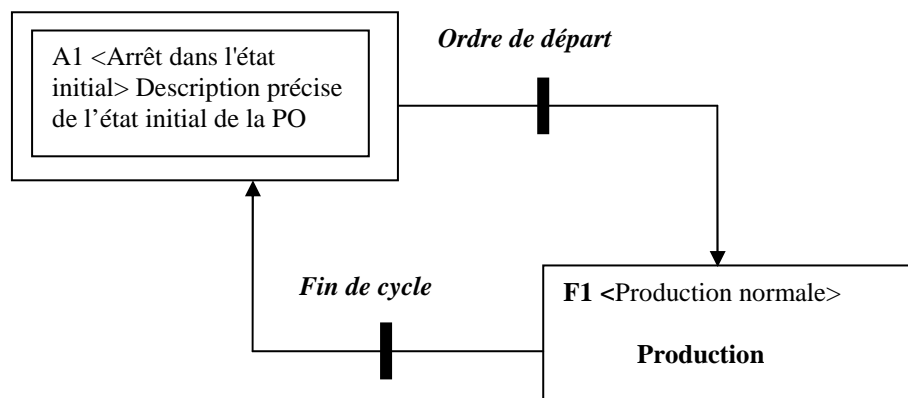 A1 <Arrêt dans l'état
initial> Description précise
de l’état initial de la PO
Ordre de départ
Fin de cycle
F1 <Production normale>
Production